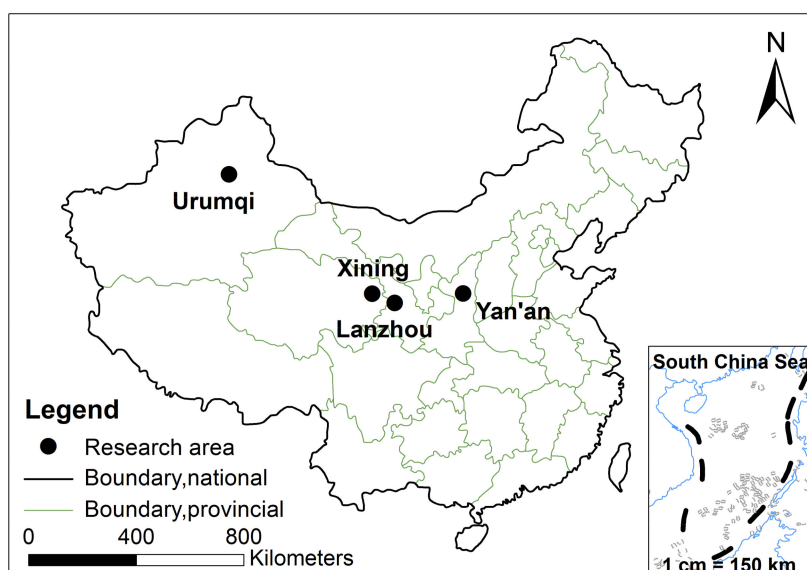 N
Urumqi
Xining
Lanzhou
Yan'an
South China Sea
Legend
Research area
Boundary,national
Boundary,provincial
0 400 800
Kilometers
1 cm = 150 km